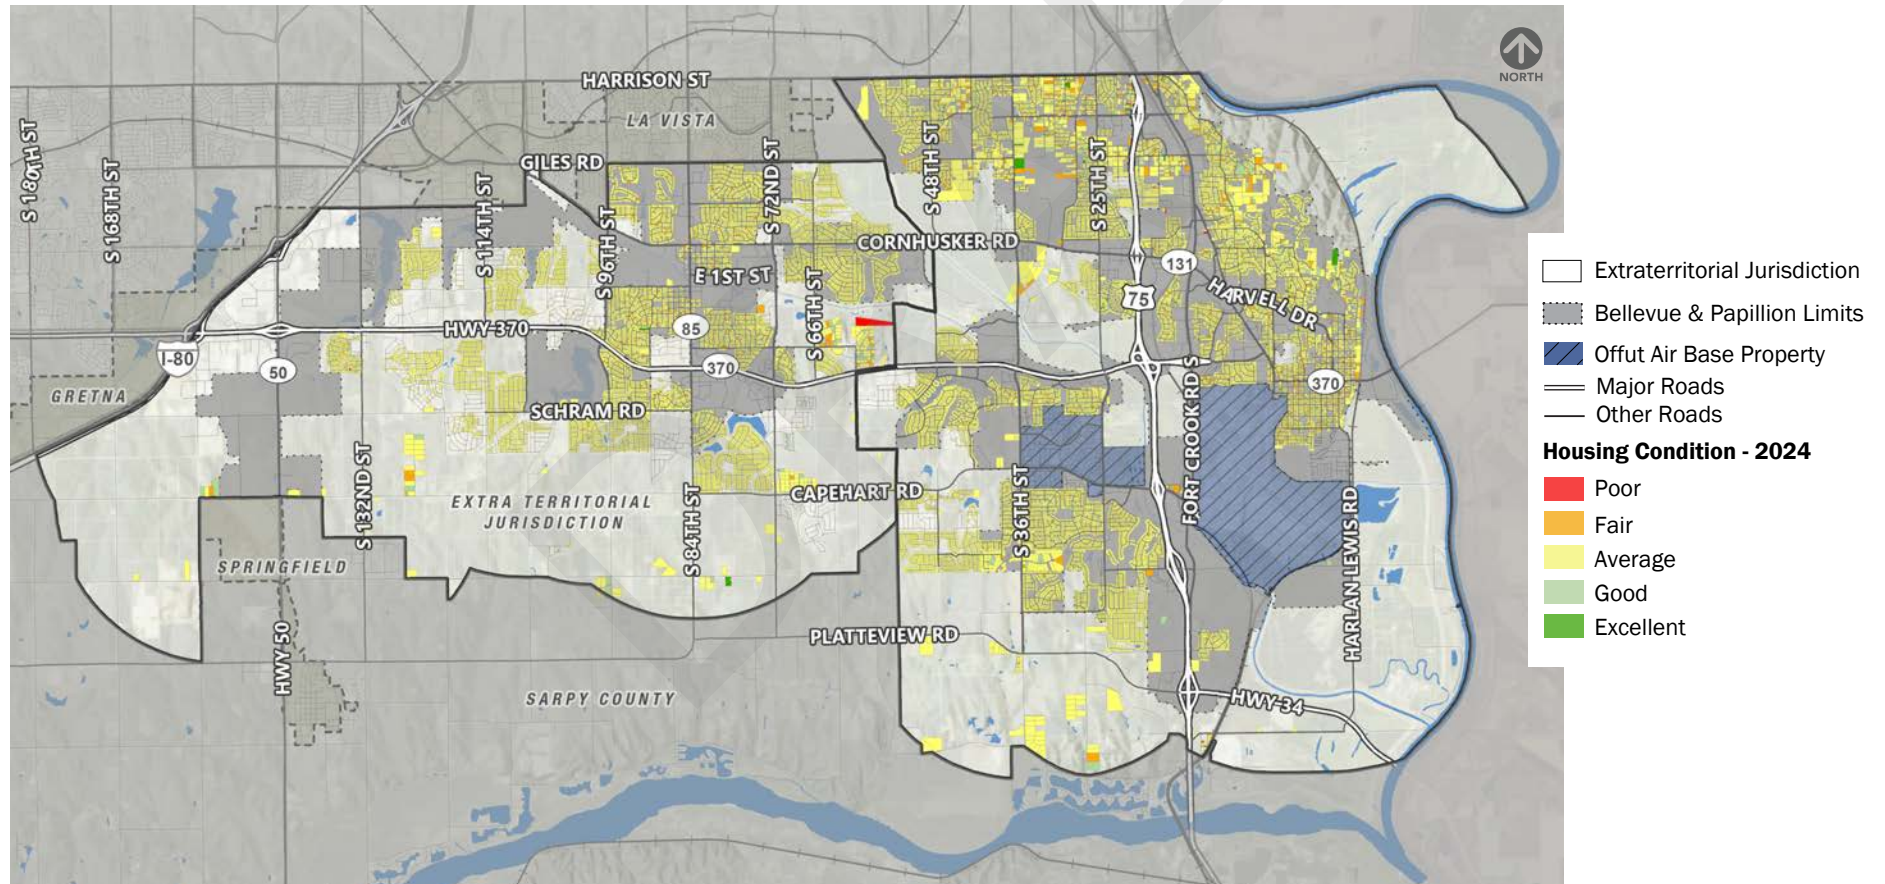 NORTH
HARRISON ST
LA VISTA
GILES RD
S 180TH ST
S 168TH ST
S 114TH ST
S 96TH ST
S 72ND ST
S 48TH ST
S 25TH ST
CORNHUSKER RD
E 1ST ST
S 66TH ST
131
75
HARVELL DR
HWY 370
85
I-80
50
370
370
GRETNA
SCHRAM RD
FORT CROOK RD S
S 132ND ST
EXTRA TERRITORIAL
JURISDICTION
S 84TH ST
CAPEHART RD
S 36TH ST
HARLAN LEWIS RD
SPRINGFIELD
HWY 50
PLATTEVIEW RD
SARPY COUNTY
HWY 34
Extraterritorial Jurisdiction
Bellevue & Papillion Limits
Offut Air Base Property
Major Roads
Other Roads
Housing Condition - 2024
Poor
Fair
Average
Good
Excellent